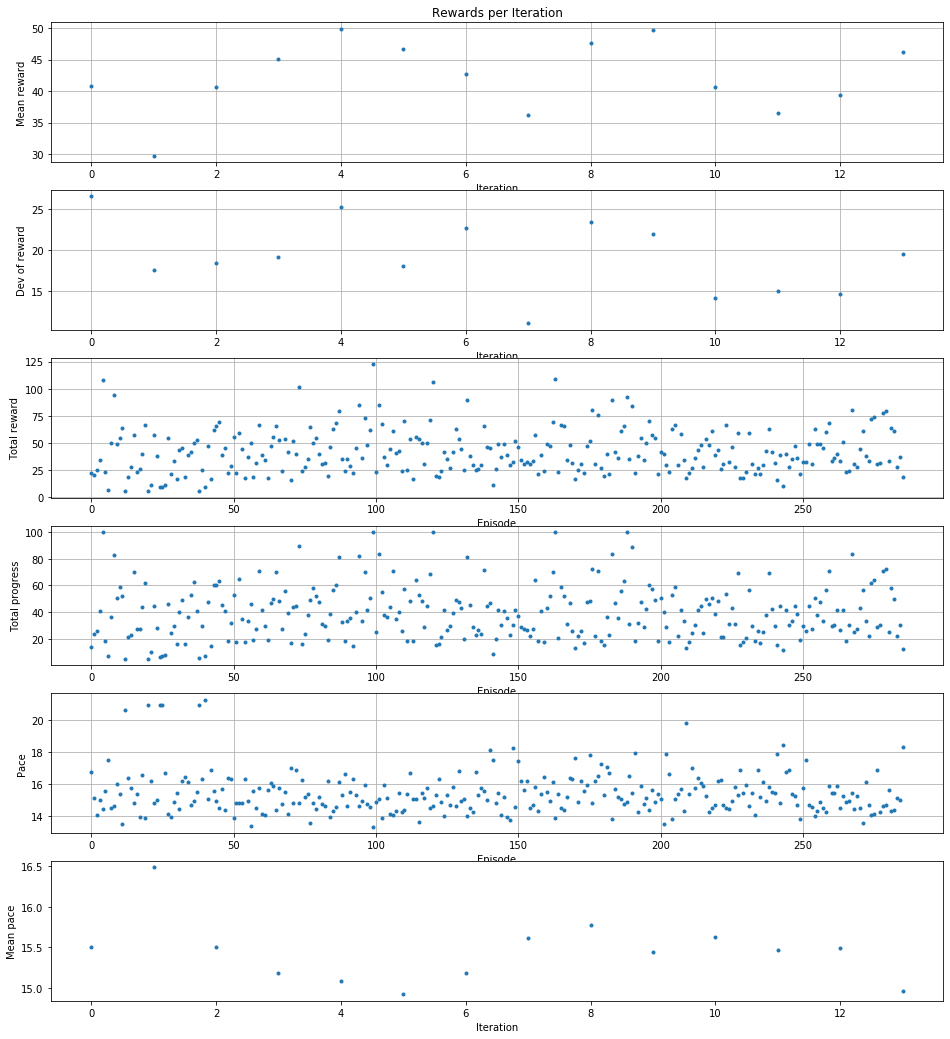 Rewards per Iteration
50
45
40
35
30
Mean reward
0 2 4 6 8 10 12
Iteration
25
20
15
Dev of reward
0 2 4 6 8 10 12
Iteration
125
100
75
50
25
0
Total reward
0 50 100 150 200 250
Episode
100
80
60
40
20
Total progress
0 50 100 150 200 250
Episode
20
18
16
14
Pace
0 50 100 150 200 250
Episode
16.5
16.0
15.5
15.0
Mean pace
0 2 4 6 8 10 12
Iteration